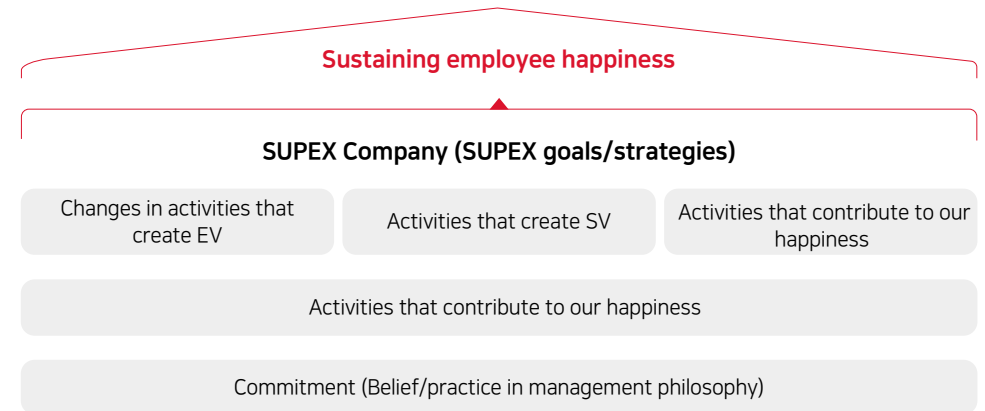 Sustaining employee happiness
SUPEX Company (SUPEX goals/strategies)
Changes in activities that
create EV
Activities that create SV
Activities that contribute to our
happiness
Activities that contribute to our happiness
Commitment (Belief/practice in management philosophy)